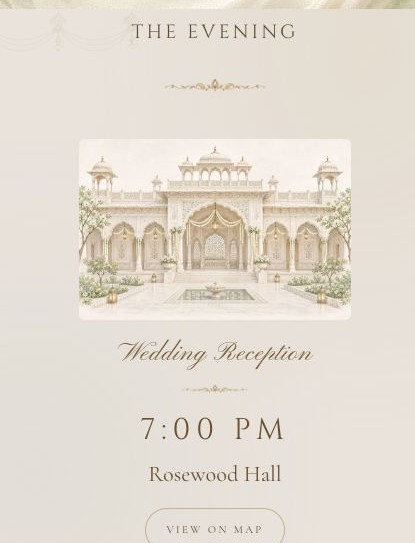 THE EVENING
Wedding Reception
7:00 PM
Rosewood Hall
VIEW ON MAP